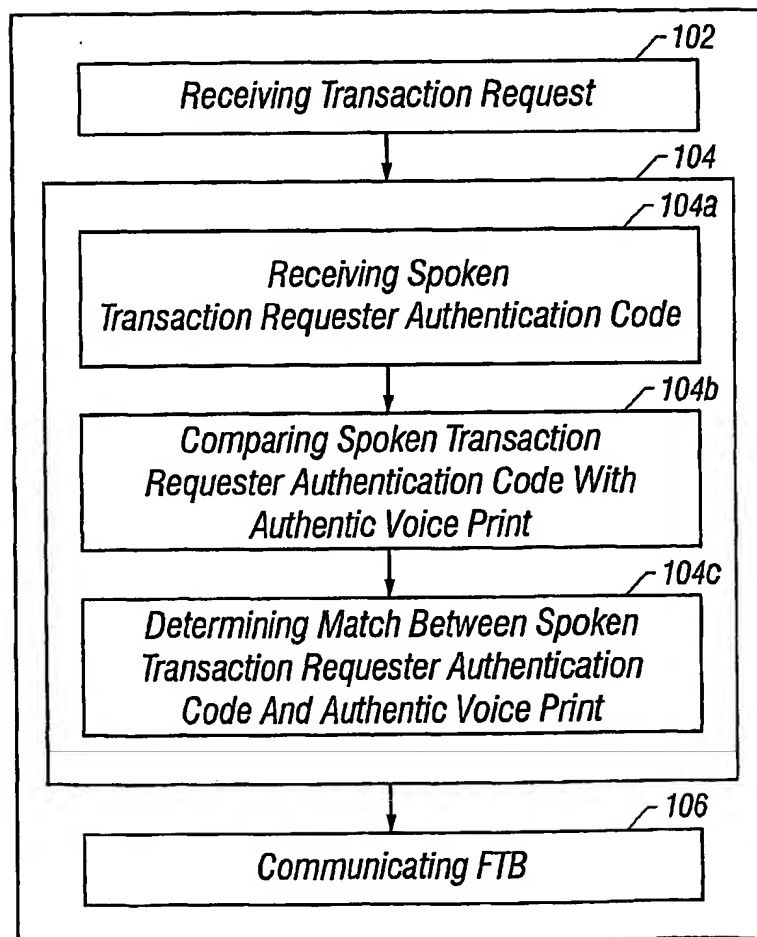 102
Receiving Transaction Request
104
104a
Receiving Spoken
Transaction Requester Authentication Code
104b
Comparing Spoken Transaction
Requester Authentication Code With
Authentic Voice Print
104c
Determining Match Between Spoken
Transaction Requester Authentication
Code And Authentic Voice Print
106
Communicating FTB